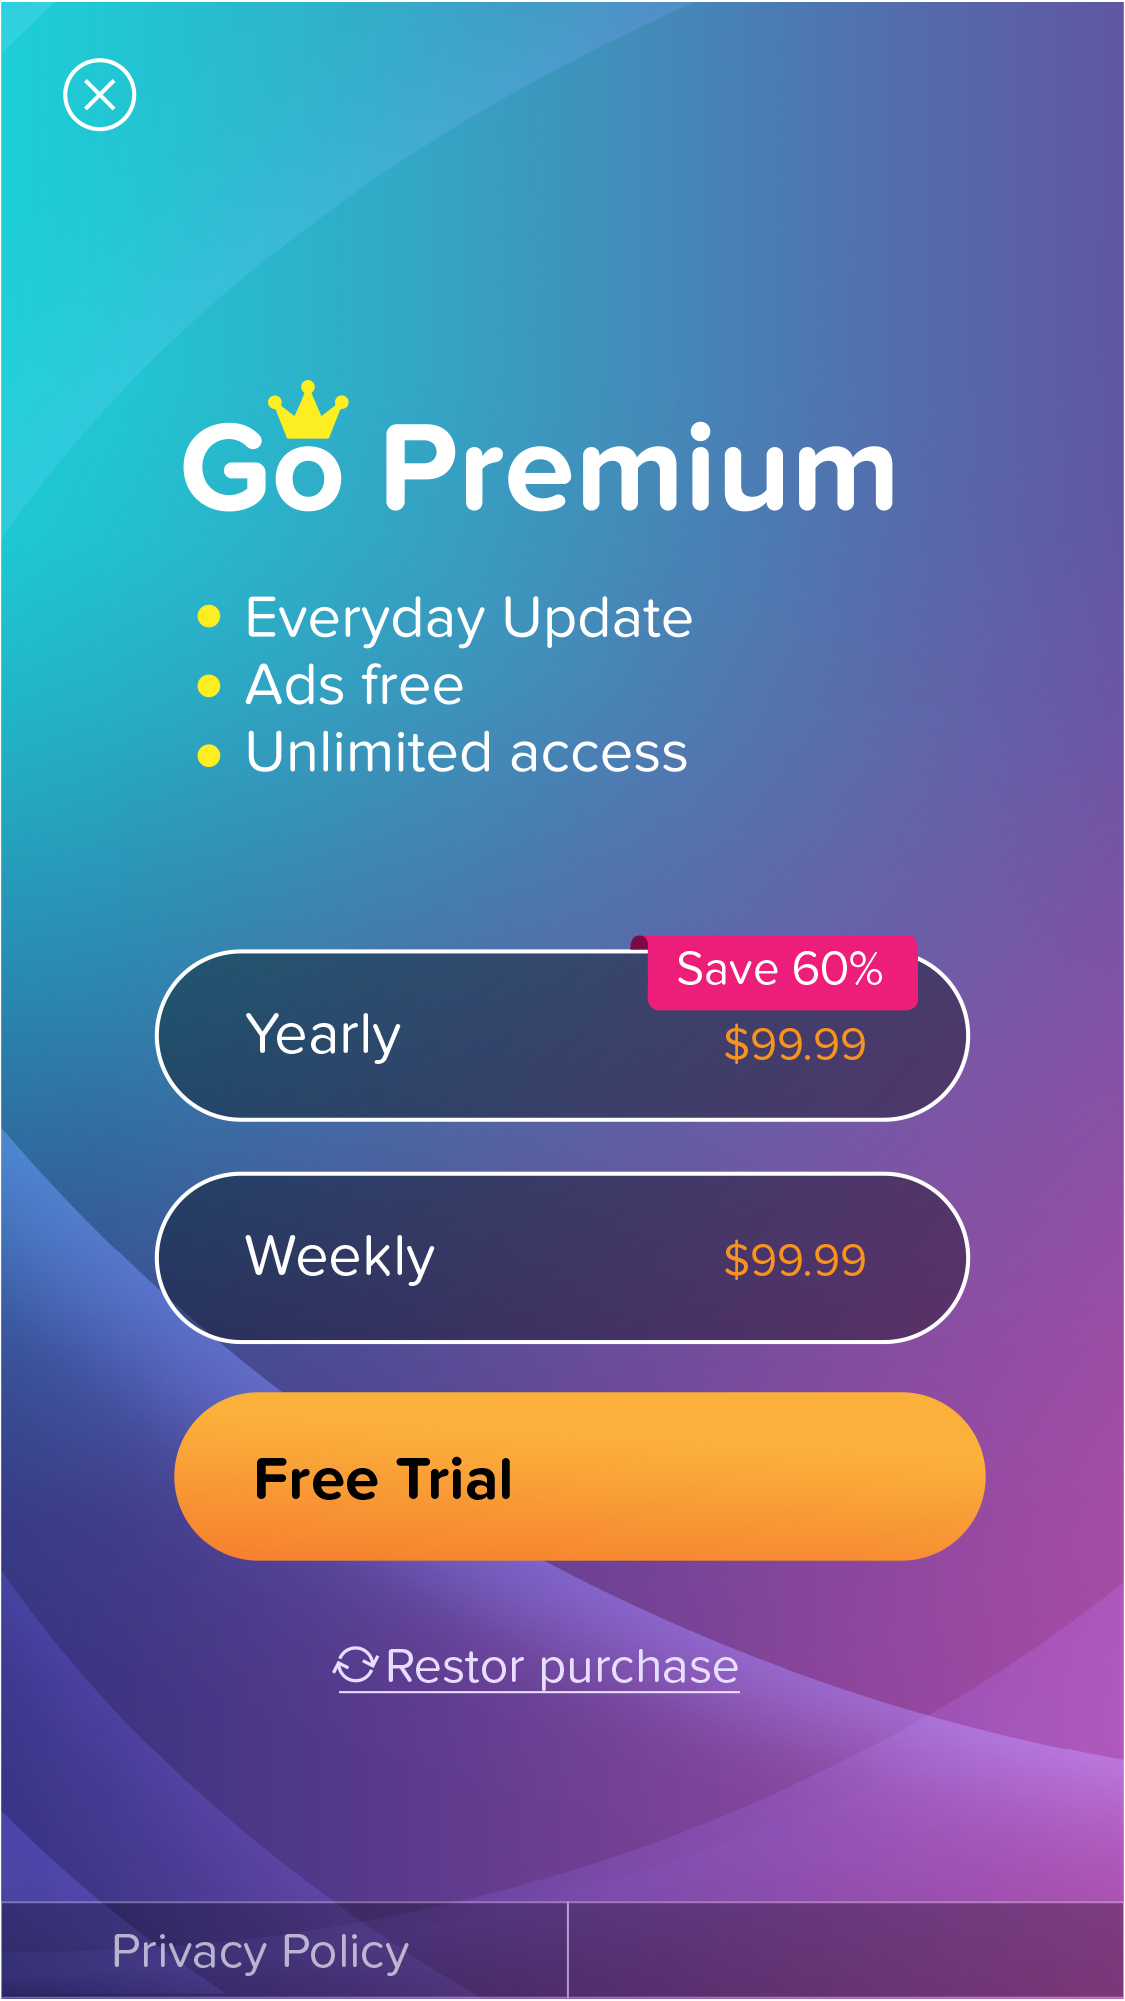 Go Premium
Everyday Update
Ads free
Unlimited access
Save 60%
Yearly
$99.99
Weekly
$99.99
Free Trial
Restor purchase
Privacy Policy